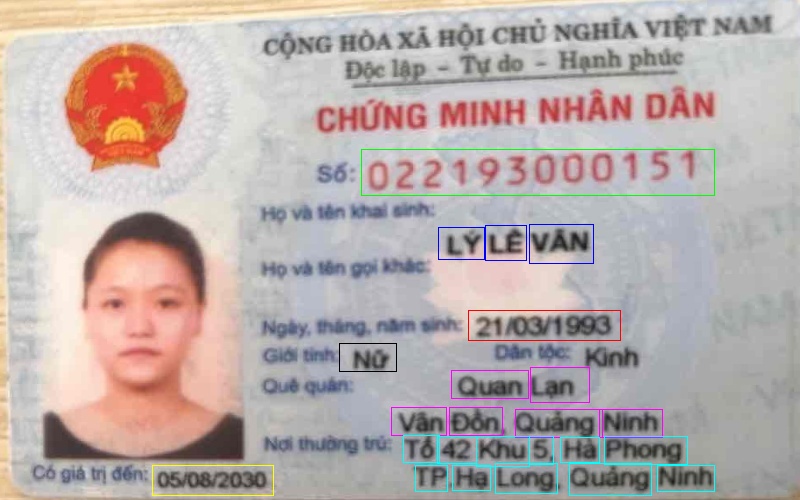 CỘNG HÒA XÃ HỘI CHỦ NGHĨA VIỆT NAM
Độc lập - Tự do - Hạnh phúc
CHỨNG MINH NHÂN DÂN
Số: 022193000151
Họ và tên khai sinh:
LÝ LÊ VÂN
Họ và tên gọi khác:
Ngày, tháng, năm sinh: 21/03/1993
Giới tính: Nữ Dân tộc: Kinh
Quê quán: Quan Lạn
Vân Đồn, Quảng Ninh
Nơi thường trú: Tổ 42 Khu 5, Hà Phong
TP Hạ Long, Quảng Ninh
Có giá trị đến: 05/08/2030